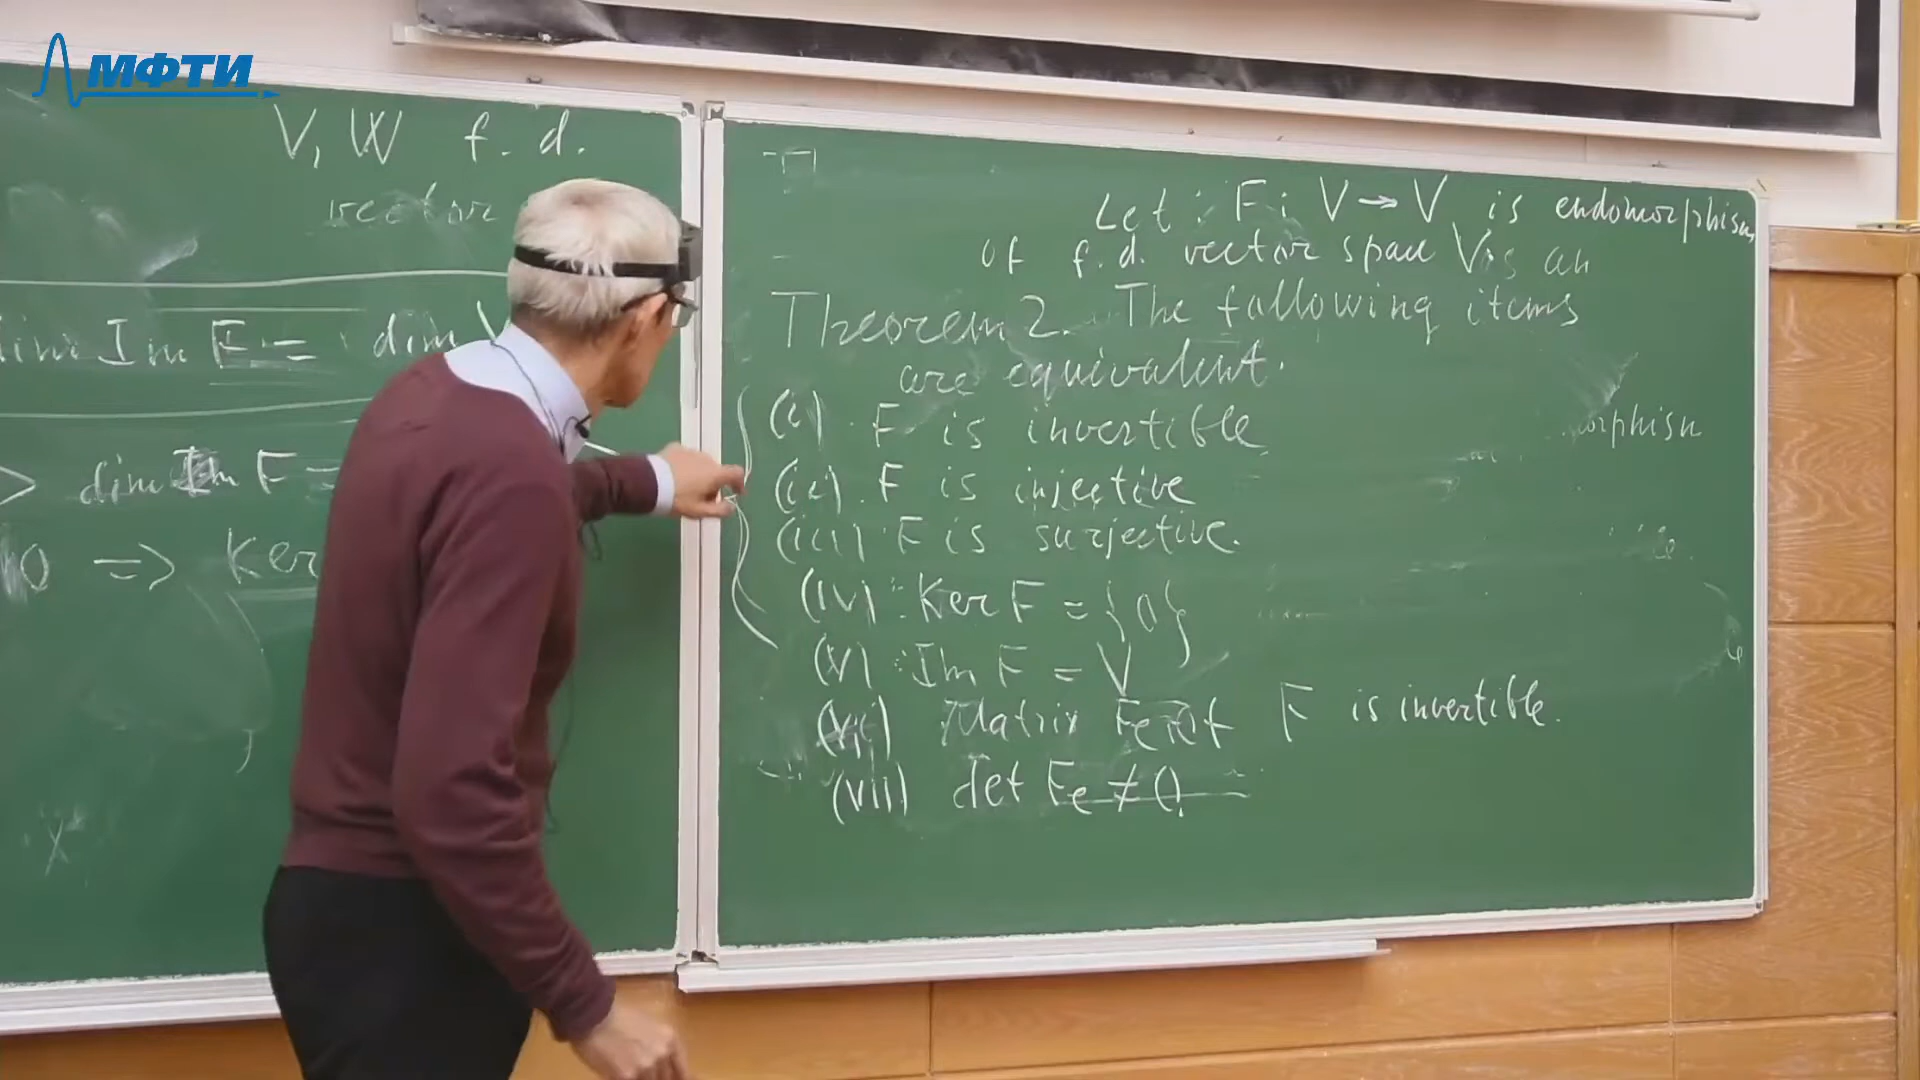 МФТИ
V, W f. d.
vector
dim Im F = dim V
dim Im F =
=> Ker
x
Let: F: V → V is endomorphism
of f.d. vector space V is an
Theorem 2. The following items
are equivalent.
(i). F is invertible
(ii). F is injective
(iii). F is surjective.
(iv): Ker F = {0}
(v): Im F = V
(vi) Matrix Fe of F is invertible.
(vii) det Fe ≠ 0.
orphism